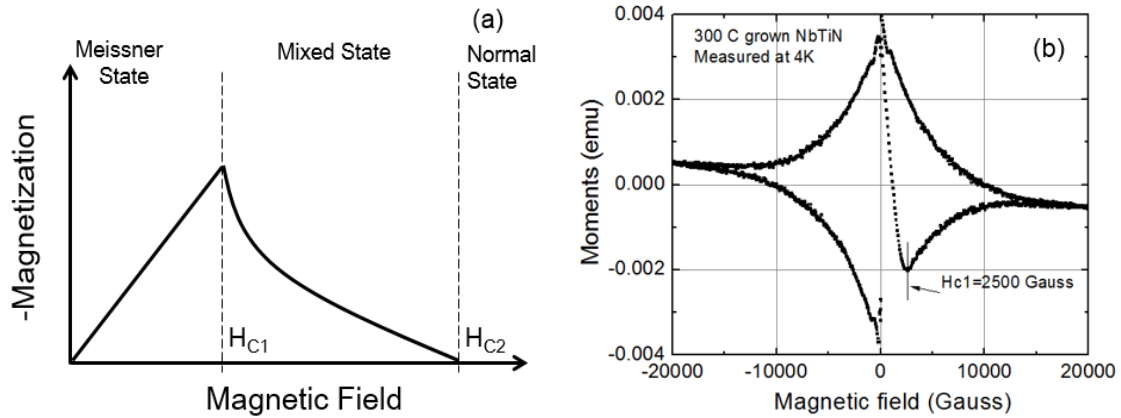 (a)
Meissner
State
Mixed State
Normal
State
-Magnetization
HC1
HC2
Magnetic Field
(b)
300 C grown NbTiN
Measured at 4K
Moments (emu)
0.004
0.002
0.000
-0.002
-0.004
Hc1=2500 Gauss
-20000 -10000 0 10000 20000
Magnetic field (Gauss)